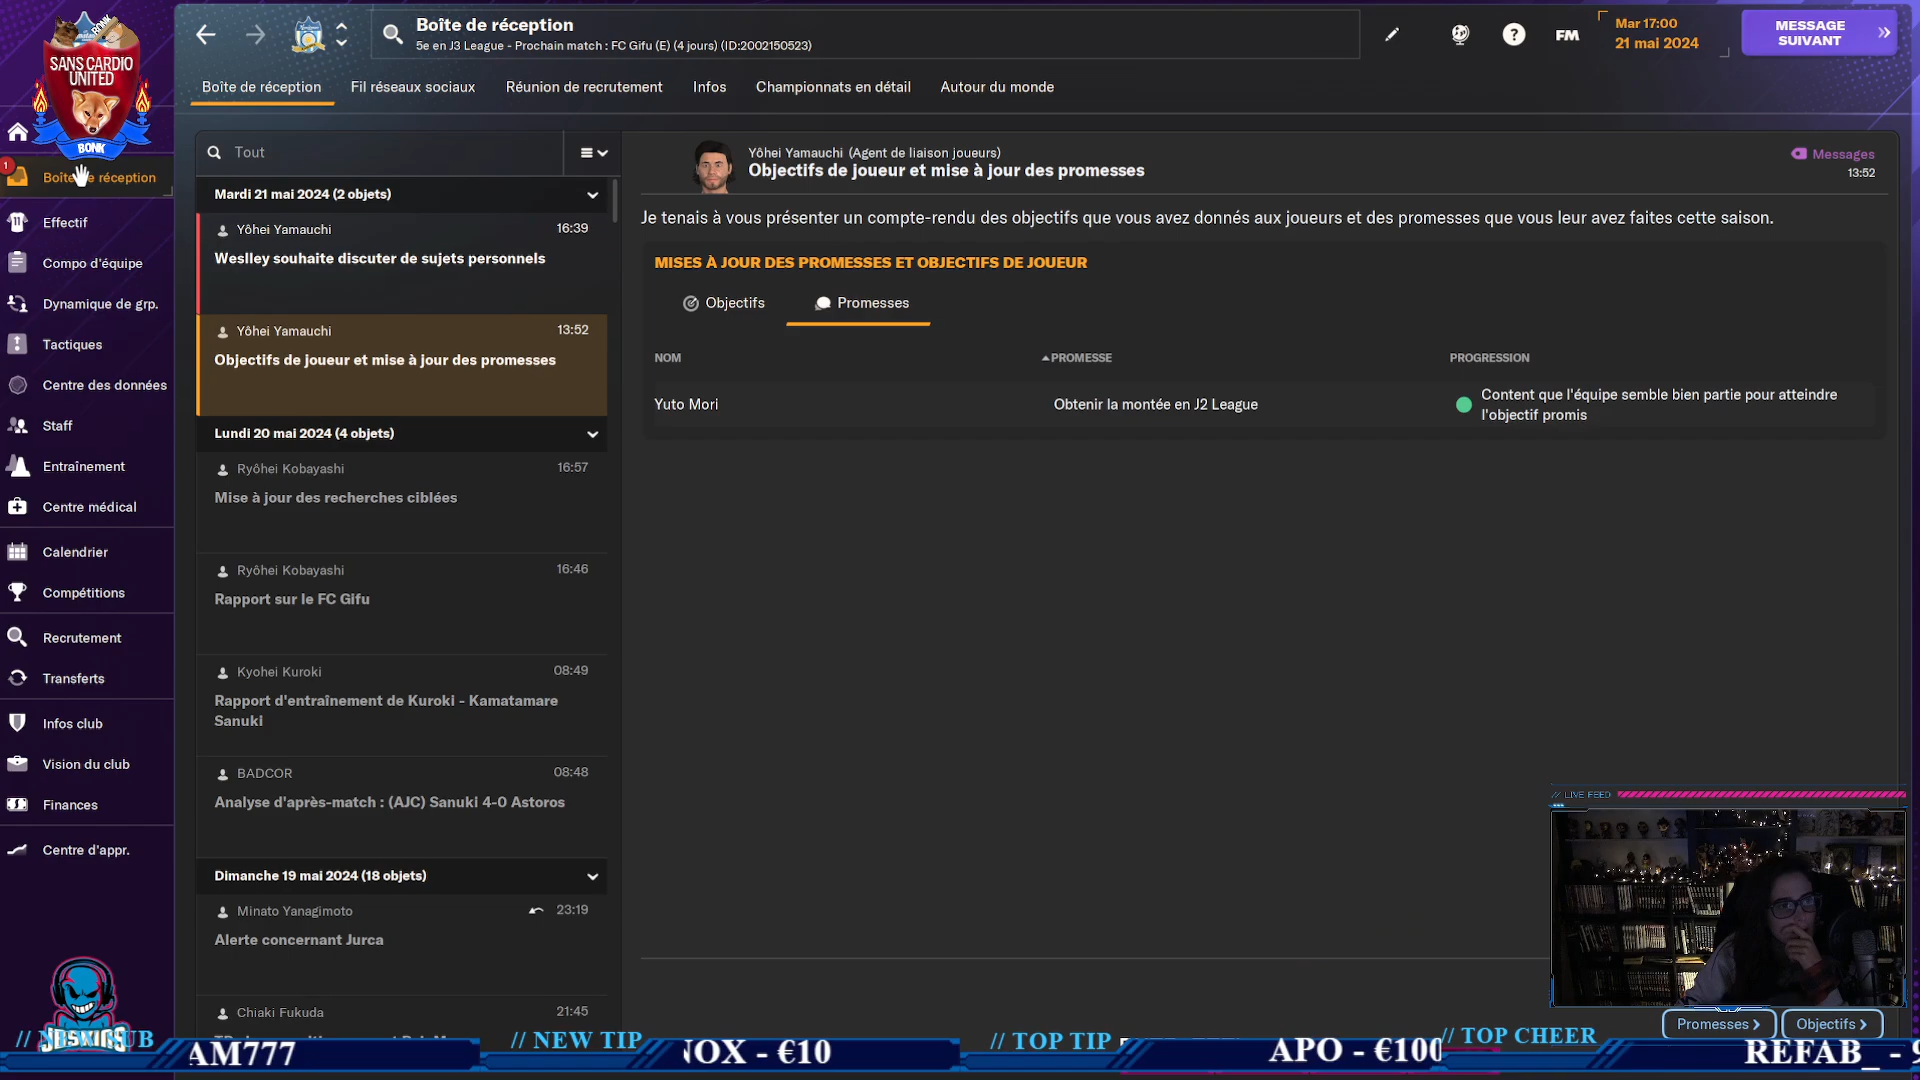 Boîte de réception
5e en J3 League - Prochain match : FC Gifu (E) (4 jours) (ID:2002150523)
FM
Mar 17:00
21 mai 2024
MESSAGE
SUIVANT
SANS CARDIO
UNITED
BONK
Boîte de réception
Fil réseaux sociaux
Réunion de recrutement
Infos
Championnats en détail
Autour du monde
1
Effectif
Compo d'équipe
Dynamique de grp.
Tactiques
Centre des données
Staff
Entraînement
Centre médical
Calendrier
Compétitions
Recrutement
Transferts
Infos club
Vision du club
Finances
Centre d'appr.
Tout
Mardi 21 mai 2024 (2 objets)
Yôhei Yamauchi
16:39
Weslley souhaite discuter de sujets personnels
Yôhei Yamauchi
13:52
Objectifs de joueur et mise à jour des promesses
Lundi 20 mai 2024 (4 objets)
Ryôhei Kobayashi
16:57
Mise à jour des recherches ciblées
Ryôhei Kobayashi
16:46
Rapport sur le FC Gifu
Kyohei Kuroki
08:49
Rapport d'entraînement de Kuroki - Kamatamare
Sanuki
BADCOR
08:48
Analyse d'après-match : (AJC) Sanuki 4-0 Astoros
Dimanche 19 mai 2024 (18 objets)
Minato Yanagimoto
23:19
Alerte concernant Jurca
Chiaki Fukuda
21:45
Yôhei Yamauchi (Agent de liaison joueurs)
Objectifs de joueur et mise à jour des promesses
Messages
13:52
Je tenais à vous présenter un compte-rendu des objectifs que vous avez donnés aux joueurs et des promesses que vous leur avez faites cette saison.
MISES À JOUR DES PROMESSES ET OBJECTIFS DE JOUEUR
Objectifs
Promesses
NOM
PROMESSE
PROGRESSION
Yuto Mori
Obtenir la montée en J2 League
Content que l'équipe semble bien partie pour atteindre
l'objectif promis
// LIVE FEED
Promesses
Objectifs
// NEW TIP
// TOP TIP
// TOP CHEER
AM777
NOX - €10
APO - €100
REFAB_ - 9